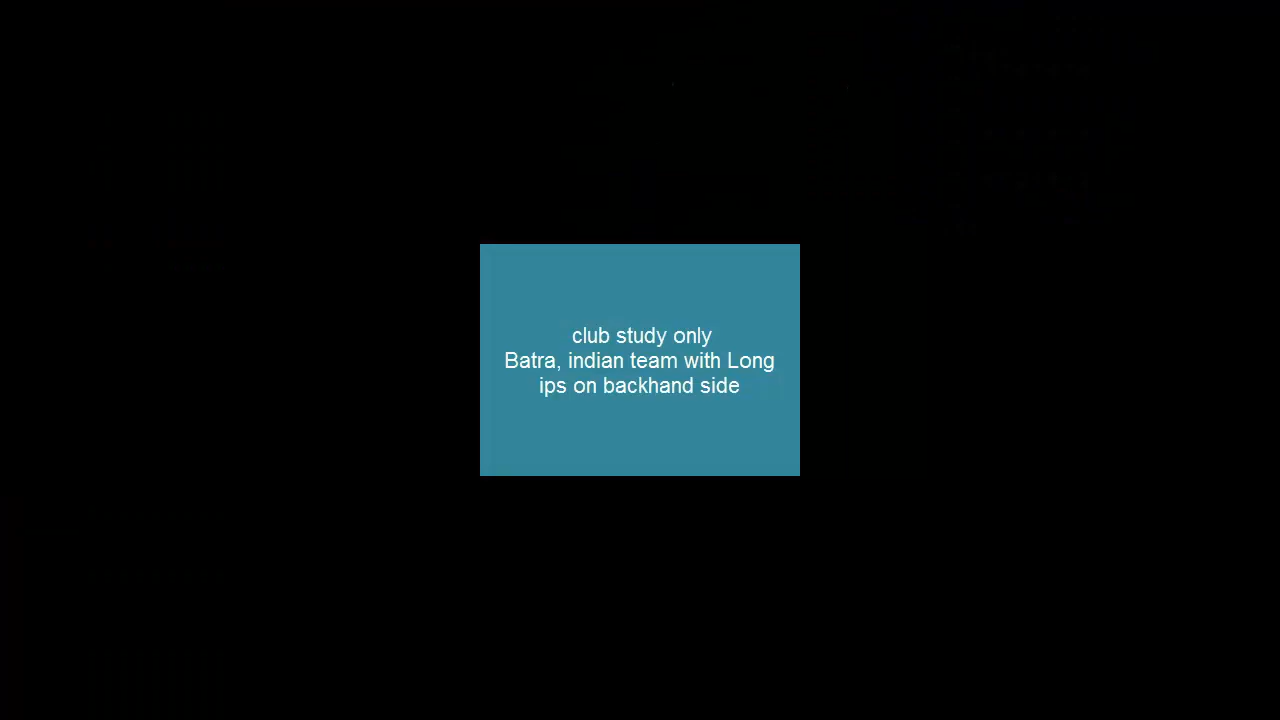 club study only
Batra, indian team with Long
ips on backhand side